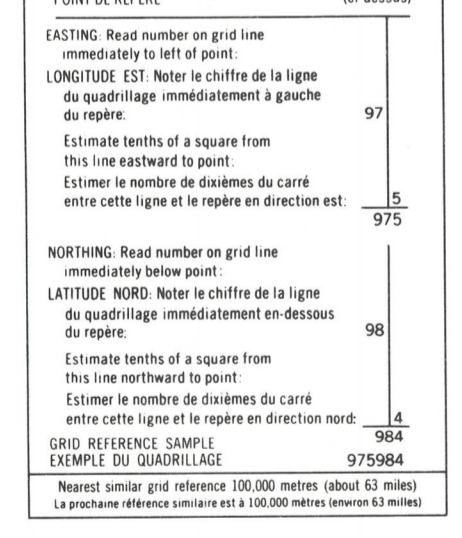 POINT DE REPÈRE (ci-dessus)
EASTING: Read number on grid line
immediately to left of point:
LONGITUDE EST: Noter le chiffre de la ligne
du quadrillage immédiatement à gauche
du repère: 97
Estimate tenths of a square from
this line eastward to point:
Estimer le nombre de dixièmes du carré
entre cette ligne et le repère en direction est: 5
975
NORTHING: Read number on grid line
immediately below point:
LATITUDE NORD: Noter le chiffre de la ligne
du quadrillage immédiatement en-dessous
du repère: 98
Estimate tenths of a square from
this line northward to point:
Estimer le nombre de dixièmes du carré
entre cette ligne et le repère en direction nord: 4
GRID REFERENCE SAMPLE 984
EXEMPLE DU QUADRILLAGE 975984
Nearest similar grid reference 100,000 metres (about 63 miles)
La prochaine référence similaire est à 100,000 mètres (environ 63 milles)